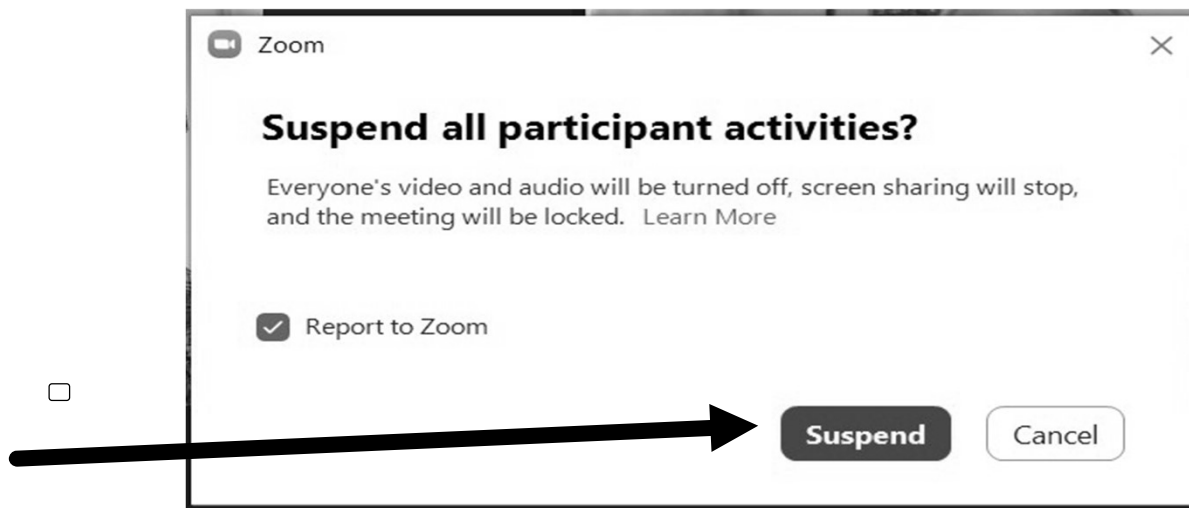 Zoom
Suspend all participant activities?
Everyone's video and audio will be turned off, screen sharing will stop,
and the meeting will be locked. Learn More
Report to Zoom
Suspend Cancel